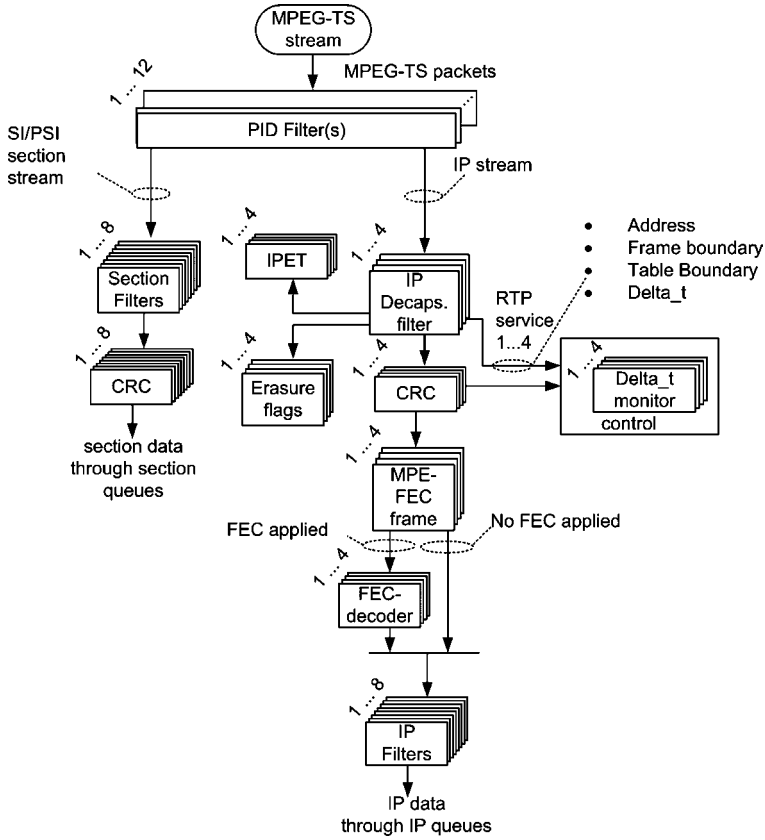 MPEG-TS
stream
1 ... 12
MPEG-TS packets
PID Filter(s)
SI/PSI
section
stream
IP stream
1 ... 8
Section
Filters
1 ... 4
IPET
1 ... 4
IP
Decaps.
filter
Address
Frame boundary
Table Boundary
Delta_t
RTP
service
1...4
1 ... 8
CRC
1 ... 4
Erasure
flags
1 ... 4
CRC
1 ... 4
Delta_t
monitor
control
section data
through section
queues
1 ... 4
MPE-
FEC
frame
FEC applied
No FEC applied
1 ... 4
FEC-
decoder
1 ... 8
IP
Filters
IP data
through IP queues